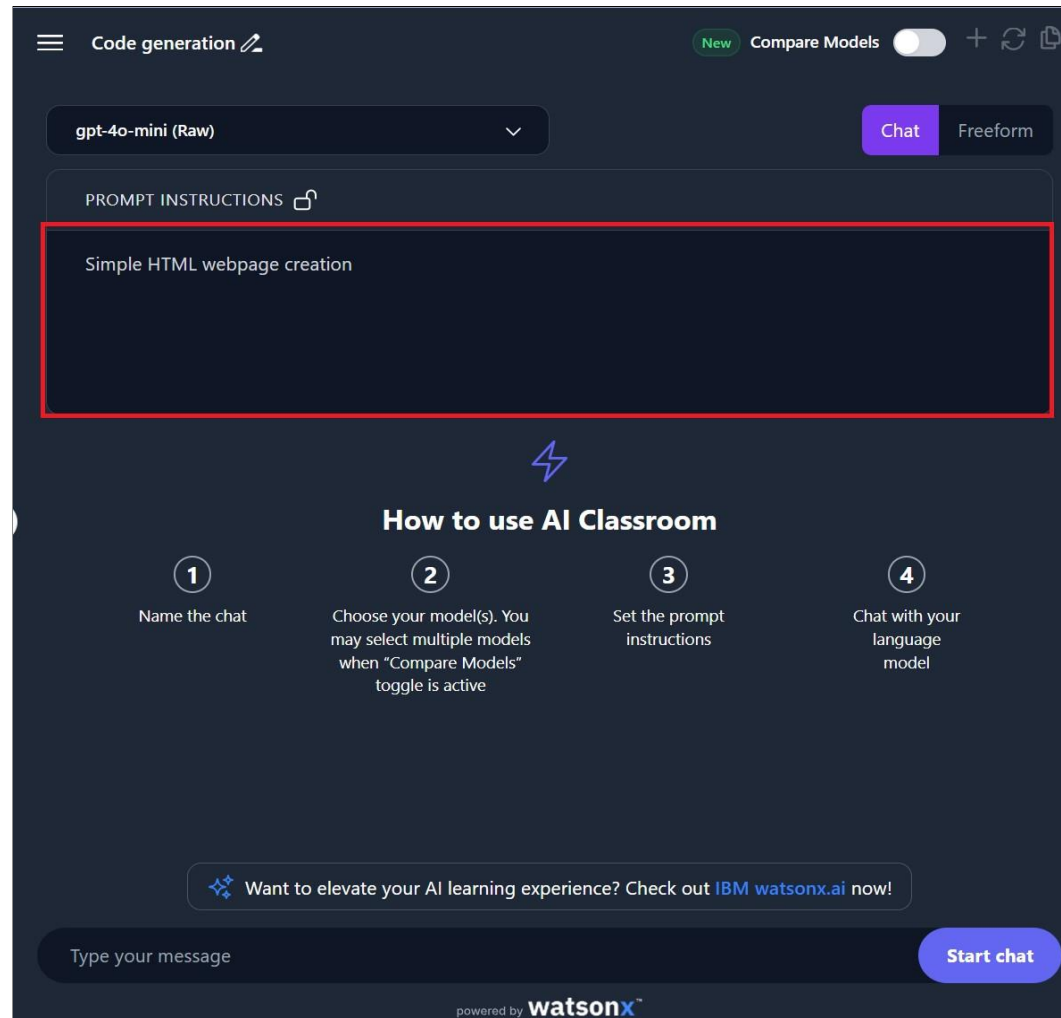 Code generation
New Compare Models
gpt-4o-mini (Raw)
Chat Freeform
PROMPT INSTRUCTIONS
Simple HTML webpage creation
How to use AI Classroom
1
Name the chat
2
Choose your model(s). You
may select multiple models
when “Compare Models”
toggle is active
3
Set the prompt
instructions
4
Chat with your
language
model
Want to elevate your AI learning experience? Check out IBM watsonx.ai now!
Type your message
Start chat
powered by watsonx™